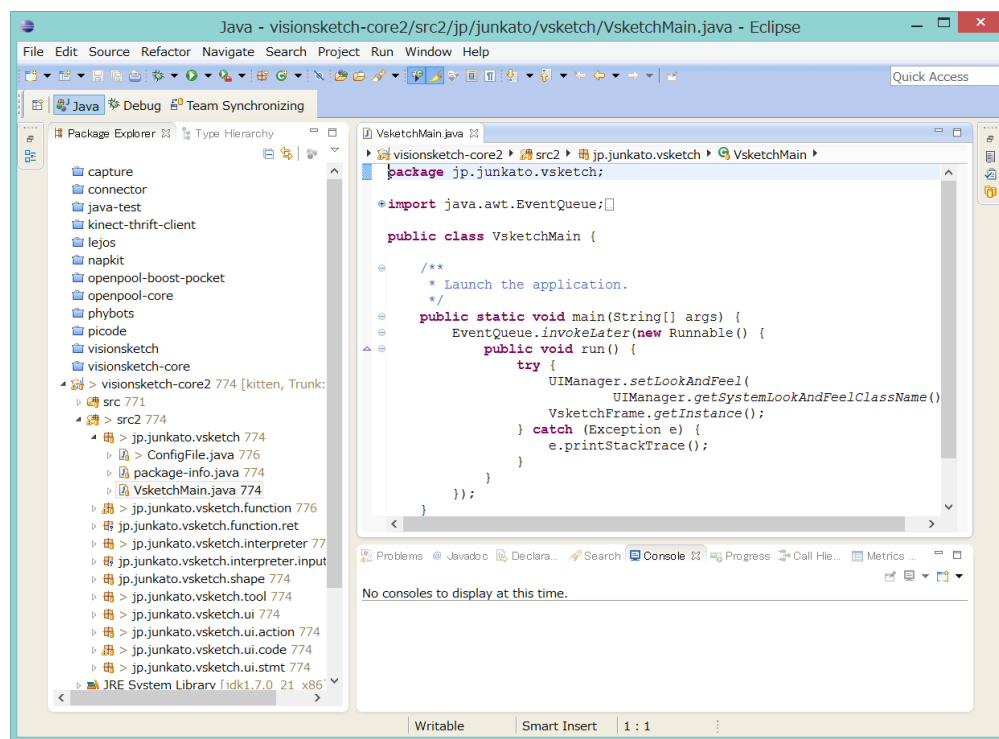 Java - visionsketch-core2/src2/jp/junkato/vsketch/VsketchMain.java - Eclipse
File Edit Source Refactor Navigate Search Project Run Window Help
Quick Access
Java Debug Team Synchronizing
Package Explorer Type Hierarchy
capture
connector
java-test
kinect-thrift-client
lejos
napkit
openpool-boost-pocket
openpool-core
phybots
picode
visionsketch
visionsketch-core
> visionsketch-core2 774 [kitten, Trunk:
src 771
> src2 774
> jp.junkato.vsketch 774
> ConfigFile.java 776
package-info.java 774
VsketchMain.java 774
> jp.junkato.vsketch.function 776
jp.junkato.vsketch.function.ret
> jp.junkato.vsketch.interpreter 77
jp.junkato.vsketch.interpreter.input
jp.junkato.vsketch.shape 774
> jp.junkato.vsketch.tool 774
> jp.junkato.vsketch.ui 774
> jp.junkato.vsketch.ui.action 774
> jp.junkato.vsketch.ui.code 774
> jp.junkato.vsketch.ui.stmt 774
JRE System Library [jdk1.7.0_21_x86]
VsketchMain.java
visionsketch-core2 src2 jp.junkato.vsketch VsketchMain
package jp.junkato.vsketch;
import java.awt.EventQueue;
public class VsketchMain {
/**
* Launch the application.
*/
public static void main(String[] args) {
EventQueue.invokeLater(new Runnable() {
public void run() {
try {
UIManager.setLookAndFeel(
UIManager.getSystemLookAndFeelClassName()
VsketchFrame.getInstance();
} catch (Exception e) {
e.printStackTrace();
}
}
});
}
Problems @ Javadoc Declara... Search Console Progress Call Hie... Metrics ...
No consoles to display at this time.
Writable Smart Insert 1 : 1